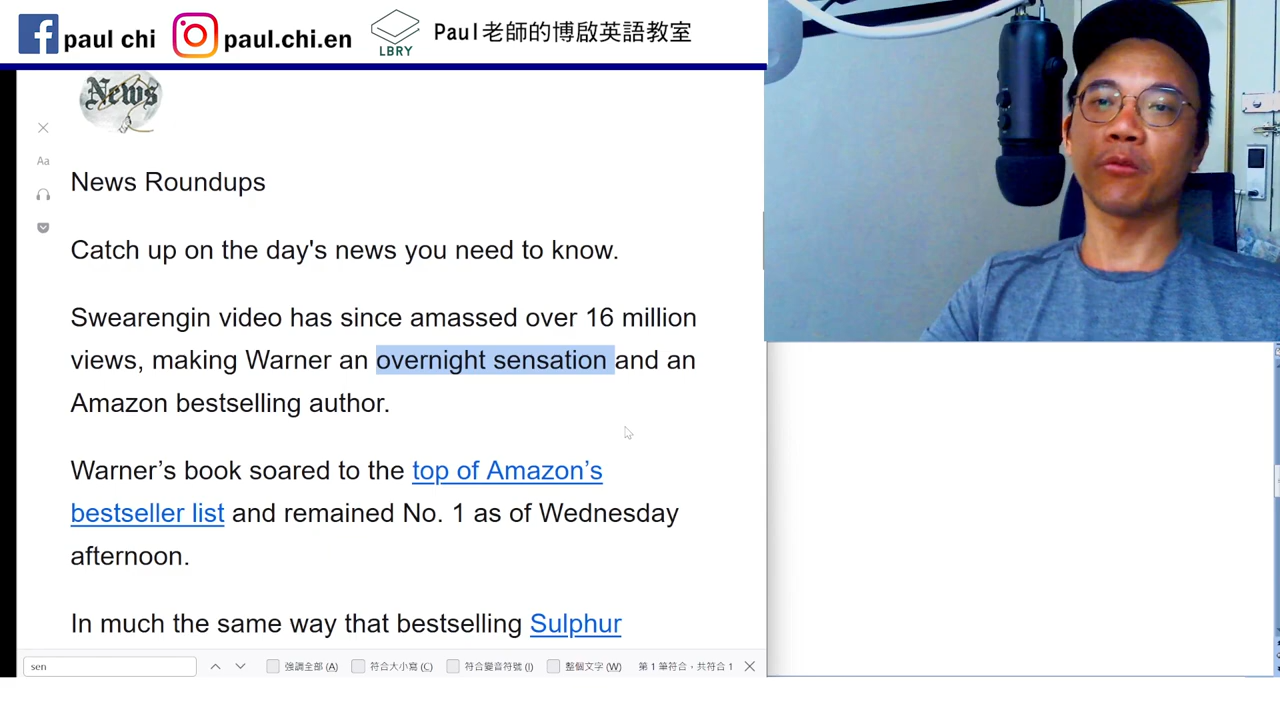 paul chi
paul.chi.en
LBRY
Paul老師的博啟英語教室
News
Aa
News Roundups
Catch up on the day's news you need to know.
Swearengin video has since amassed over 16 million
views, making Warner an overnight sensation and an
Amazon bestselling author.
Warner’s book soared to the top of Amazon’s
bestseller list and remained No. 1 as of Wednesday
afternoon.
In much the same way that bestselling Sulphur
sen
強調全部 (A)
符合大小寫 (C)
符合變音符號 (I)
整個文字 (W)
第 1 筆符合，共符合 1